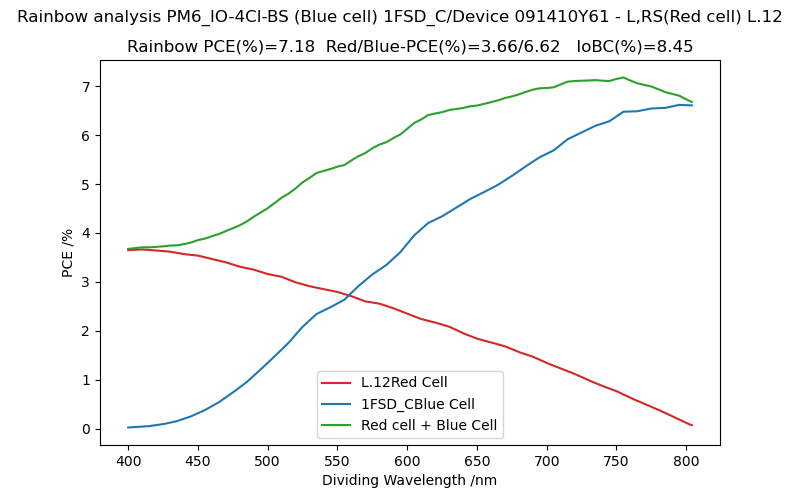 Rainbow analysis PM6_IO-4Cl-BS (Blue cell) 1FSD_C/Device 091410Y61 - L,RS(Red cell) L.12
Rainbow PCE(%)=7.18  Red/Blue-PCE(%)=3.66/6.62   IoBC(%)=8.45
7
6
5
4
3
2
1
0
PCE /%
L.12Red Cell
1FSD_CBlue Cell
Red cell + Blue Cell
400 450 500 550 600 650 700 750 800
Dividing Wavelength /nm